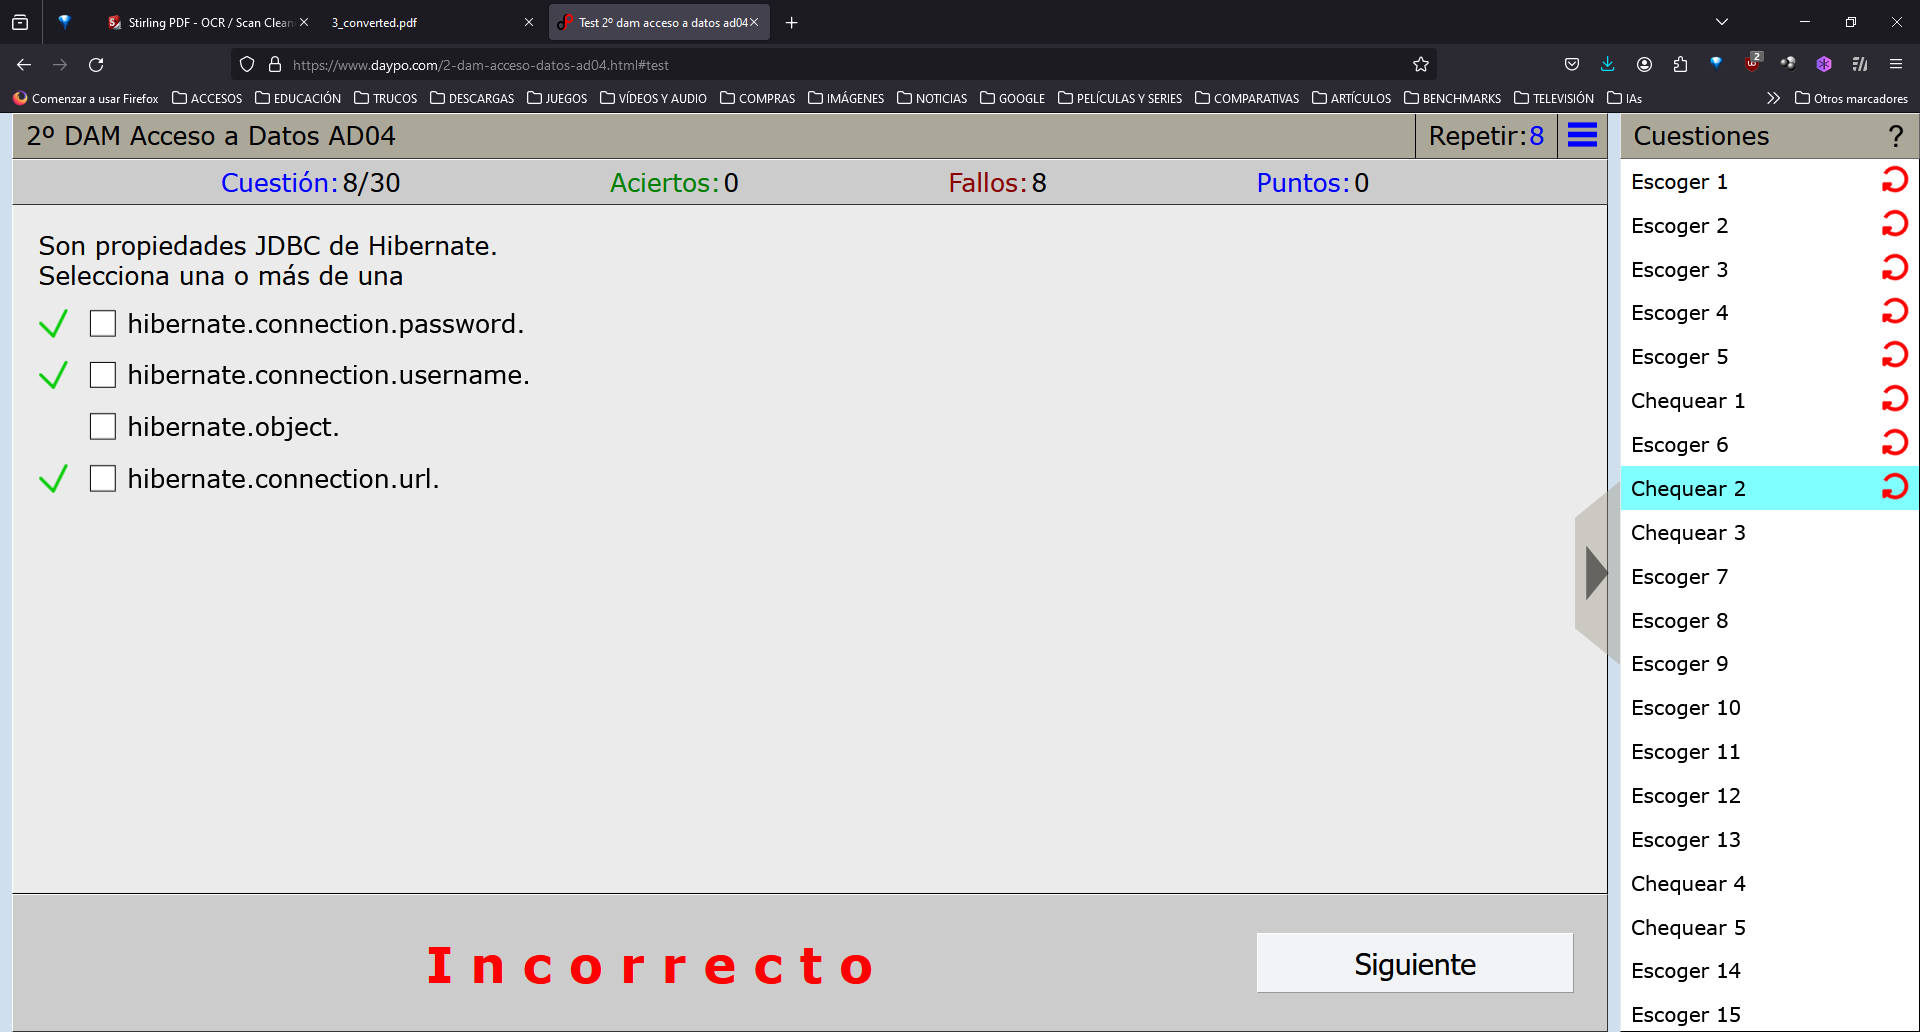 Stirling PDF - OCR / Scan Clean
3_converted.pdf
Test 2º dam acceso a datos ad04
https://www.daypo.com/2-dam-acceso-datos-ad04.html#test
2
Comenzar a usar Firefox
ACCESOS
EDUCACIÓN
TRUCOS
DESCARGAS
JUEGOS
VÍDEOS Y AUDIO
COMPRAS
IMÁGENES
NOTICIAS
GOOGLE
PELÍCULAS Y SERIES
COMPARATIVAS
ARTÍCULOS
BENCHMARKS
TELEVISIÓN
IAs
Otros marcadores
2º DAM Acceso a Datos AD04
Repetir:8
Cuestión:8/30
Aciertos:0
Fallos:8
Puntos:0
Son propiedades JDBC de Hibernate.
Selecciona una o más de una
hibernate.connection.password.
hibernate.connection.username.
hibernate.object.
hibernate.connection.url.
Incorrecto
Siguiente
Cuestiones ?
Escoger 1
Escoger 2
Escoger 3
Escoger 4
Escoger 5
Chequear 1
Escoger 6
Chequear 2
Chequear 3
Escoger 7
Escoger 8
Escoger 9
Escoger 10
Escoger 11
Escoger 12
Escoger 13
Chequear 4
Chequear 5
Escoger 14
Escoger 15